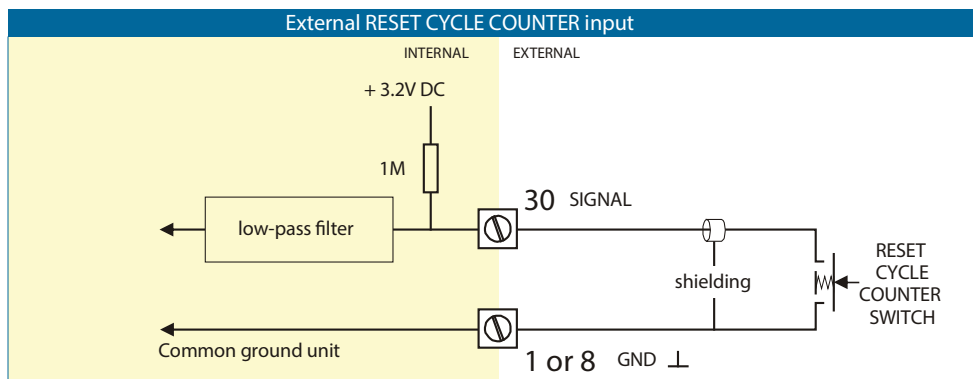 External RESET CYCLE COUNTER input
INTERNAL
EXTERNAL
+ 3.2V DC
1M
30 SIGNAL
low-pass filter
shielding
RESET
CYCLE
COUNTER
SWITCH
Common ground unit
1 or 8 GND